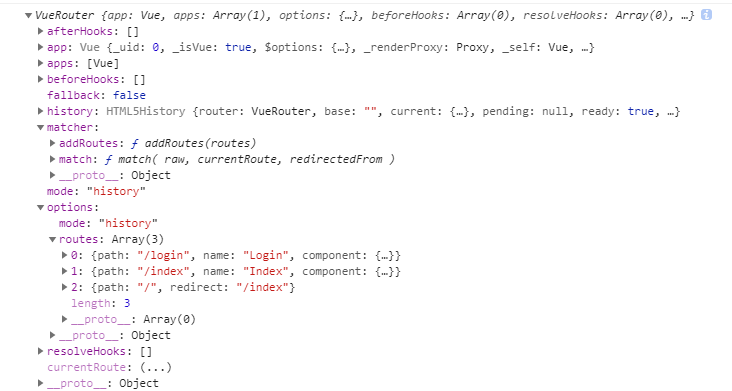 VueRouter {app: Vue, apps: Array(1), options: {…}, beforeHooks: Array(0), resolveHooks: Array(0), …} i
afterHooks: []
app: Vue {_uid: 0, _isVue: true, $options: {…}, _renderProxy: Proxy, _self: Vue, …}
apps: [Vue]
beforeHooks: []
fallback: false
history: HTML5History {router: VueRouter, base: "", current: {…}, pending: null, ready: true, …}
matcher:
addRoutes: ƒ addRoutes(routes)
match: ƒ match( raw, currentRoute, redirectedFrom )
__proto__: Object
mode: "history"
options:
mode: "history"
routes: Array(3)
0: {path: "/login", name: "Login", component: {…}}
1: {path: "/index", name: "Index", component: {…}}
2: {path: "/", redirect: "/index"}
length: 3
__proto__: Array(0)
__proto__: Object
resolveHooks: []
currentRoute: (...)
__proto__: Object